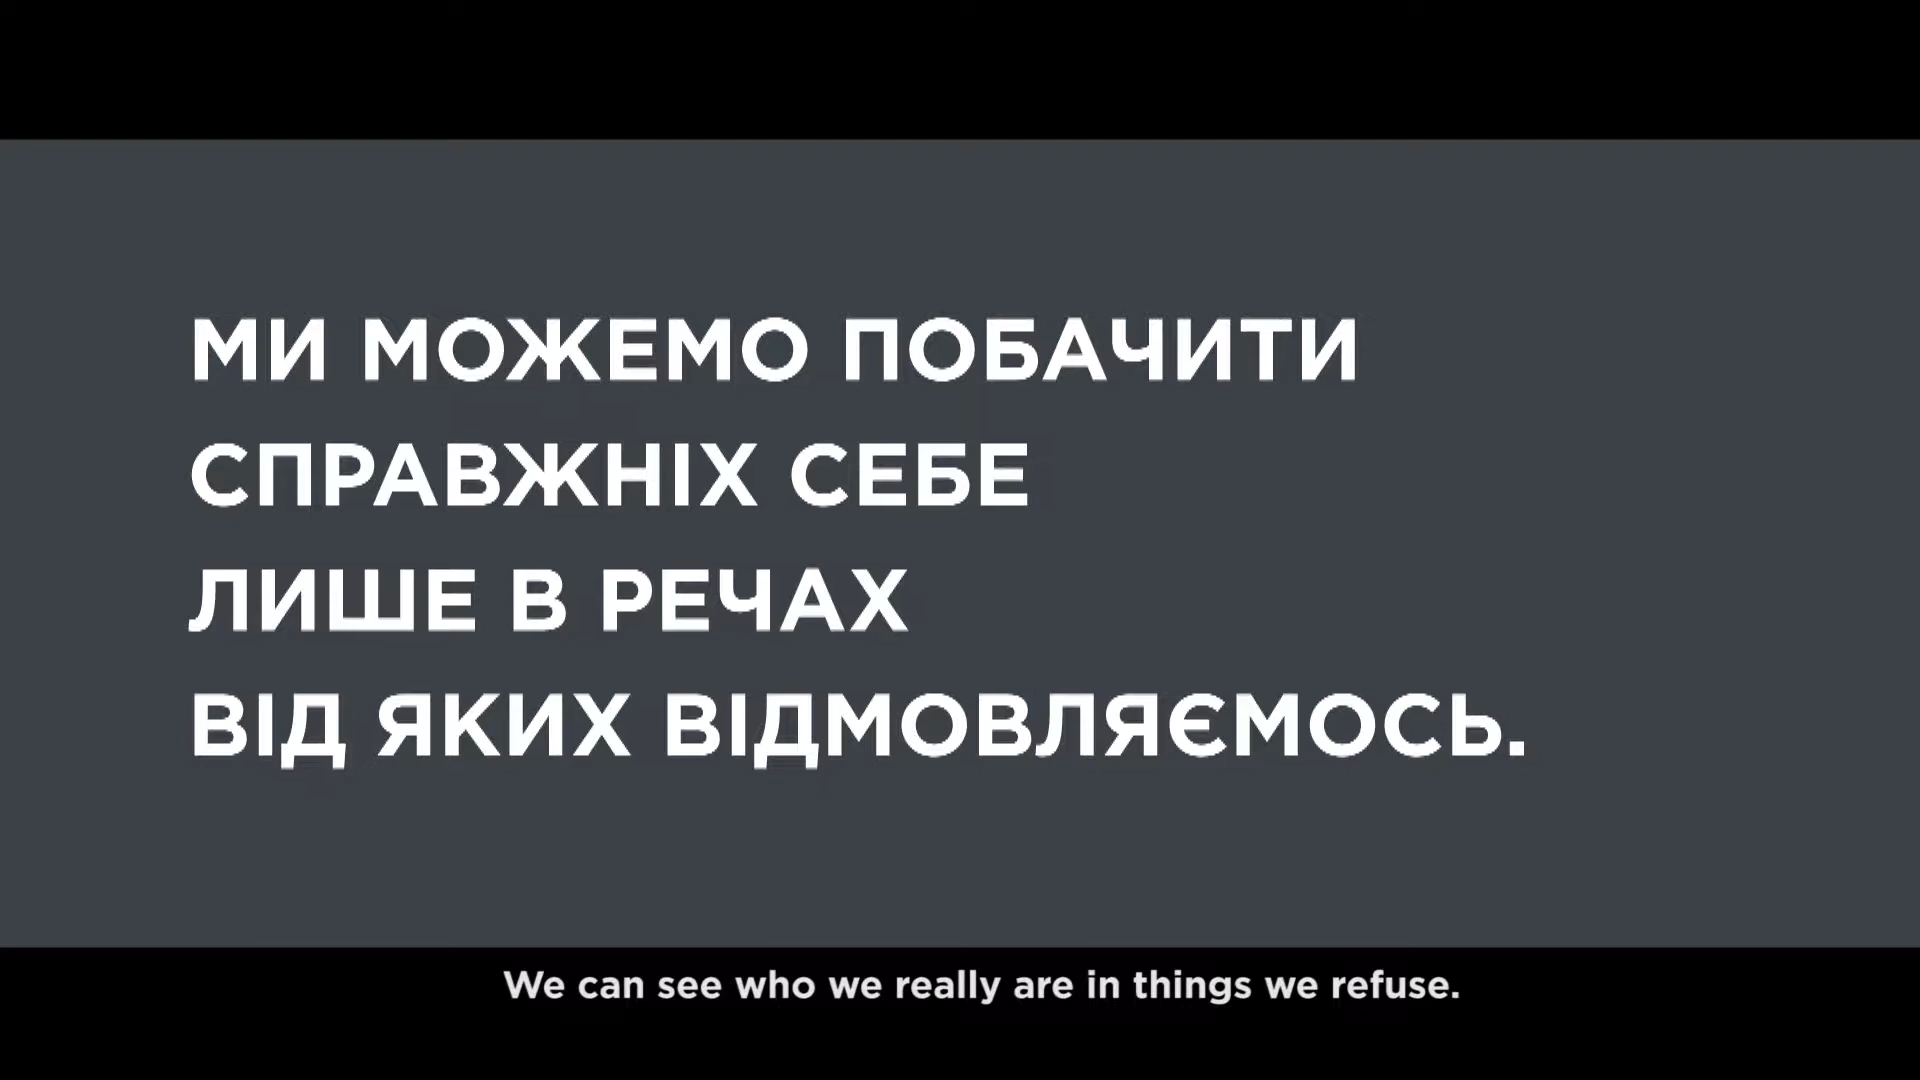 МИ МОЖЕМО ПОБАЧИТИ
СПРАВЖНІХ СЕБЕ
ЛИШЕ В РЕЧАХ
ВІД ЯКИХ ВІДМОВЛЯЄМОСЬ.
We can see who we really are in things we refuse.